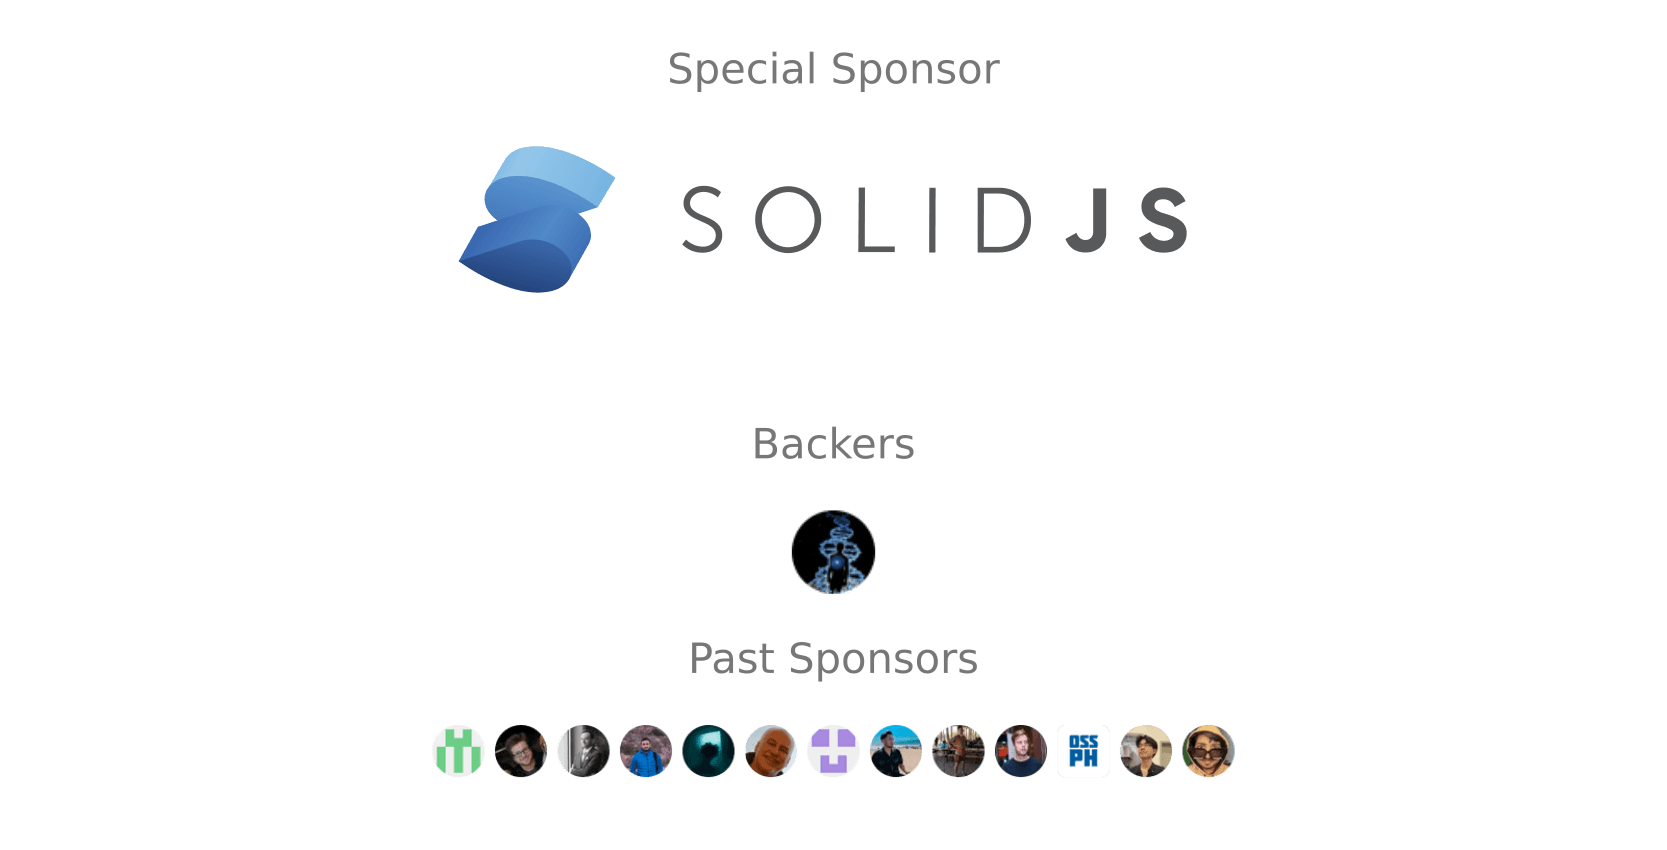 Special Sponsor
SOLIDJS
Backers
Past Sponsors
OSS
PH